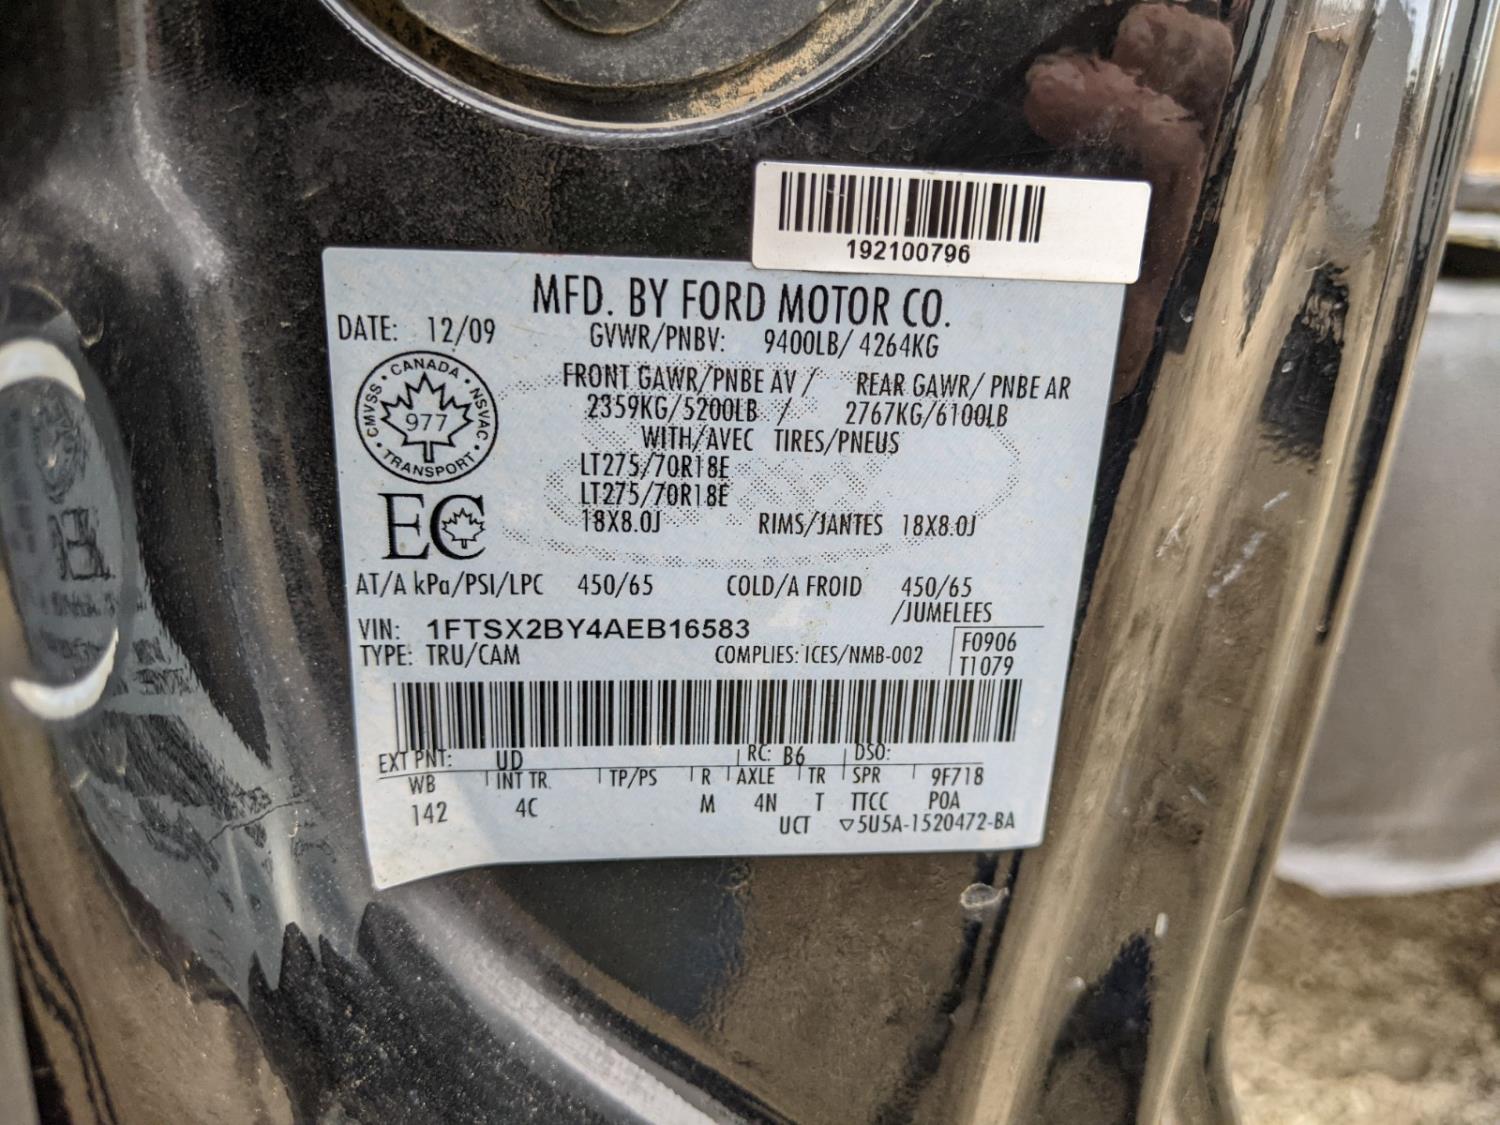 192100796
MFD. BY FORD MOTOR CO.
DATE: 12/09 GVWR/PNBV: 9400LB/ 4264KG
CANADA
CMVSS NSVAC
977
TRANSPORT
FRONT GAWR/PNBE AV / REAR GAWR/ PNBE AR
2359KG/5200LB / 2767KG/6100LB
WITH/AVEC TIRES/PNEUS
LT275/70R18E
LT275/70R18E
18X8.0J RIMS/JANTES 18X8.0J
EC
AT/A kPa/PSI/LPC 450/65 COLD/A FROID 450/65
/JUMELEES
VIN: 1FTSX2BY4AEB16583 F0906
TYPE: TRU/CAM COMPLIES: ICES/NMB-002 T1079
EXT PNT: UD RC: B6 DSO:
WB INT TR. TP/PS R AXLE TR SPR 9F718
142 4C M 4N T TTCC POA
UCT ▽5U5A-1520472-BA